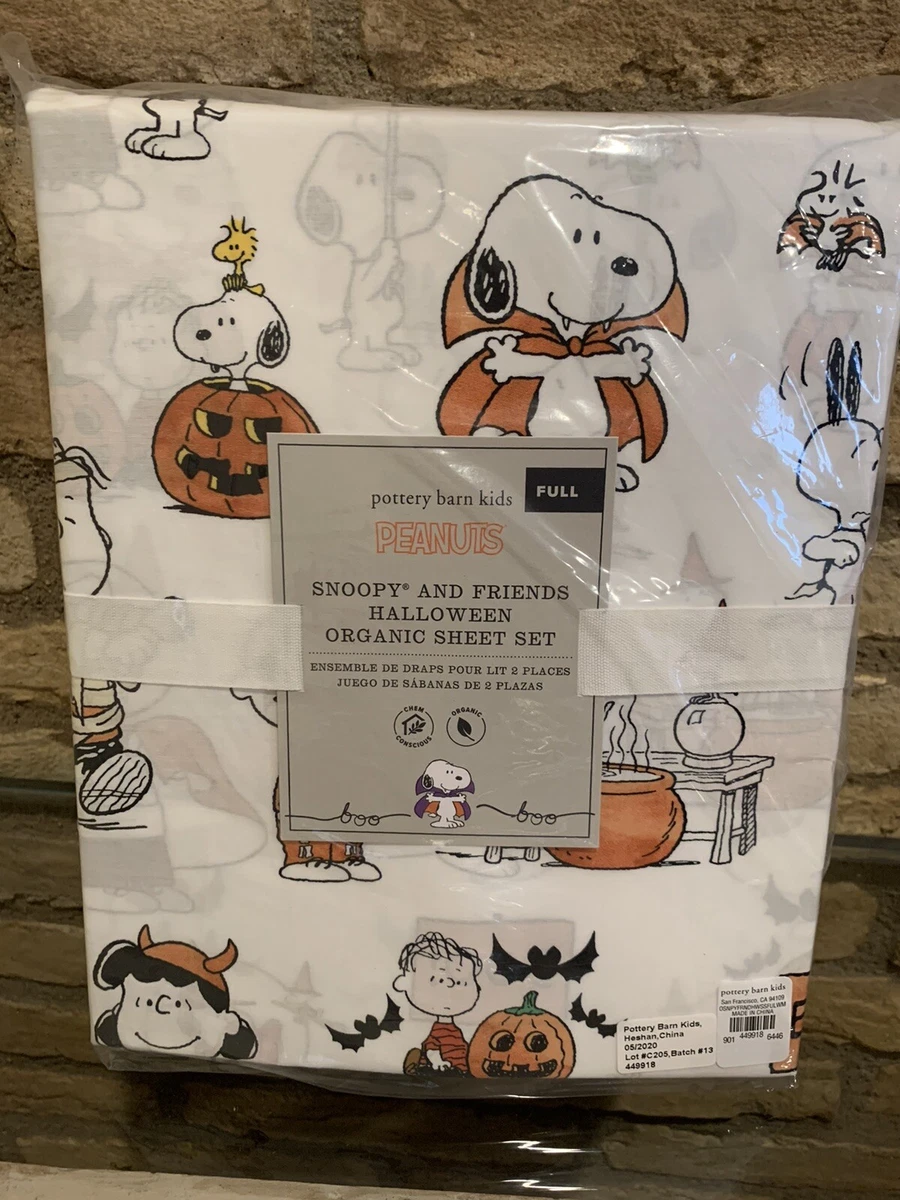 pottery barn kids
FULL
PEANUTS
SNOOPY® AND FRIENDS
HALLOWEEN
ORGANIC SHEET SET
ENSEMBLE DE DRAPS POUR LIT 2 PLACES
JUEGO DE SÁBANAS DE 2 PLAZAS
CHEM CONSCIOUS
ORGANIC
boo boo
Pottery Barn Kids,
Heshan,China
05/2020
Lot #C205,Batch #13
449918
pottery barn kids
San Francisco, CA 94109
OSNPYFRNDHWSSFULWM
MADE IN CHINA
901 449918 6446